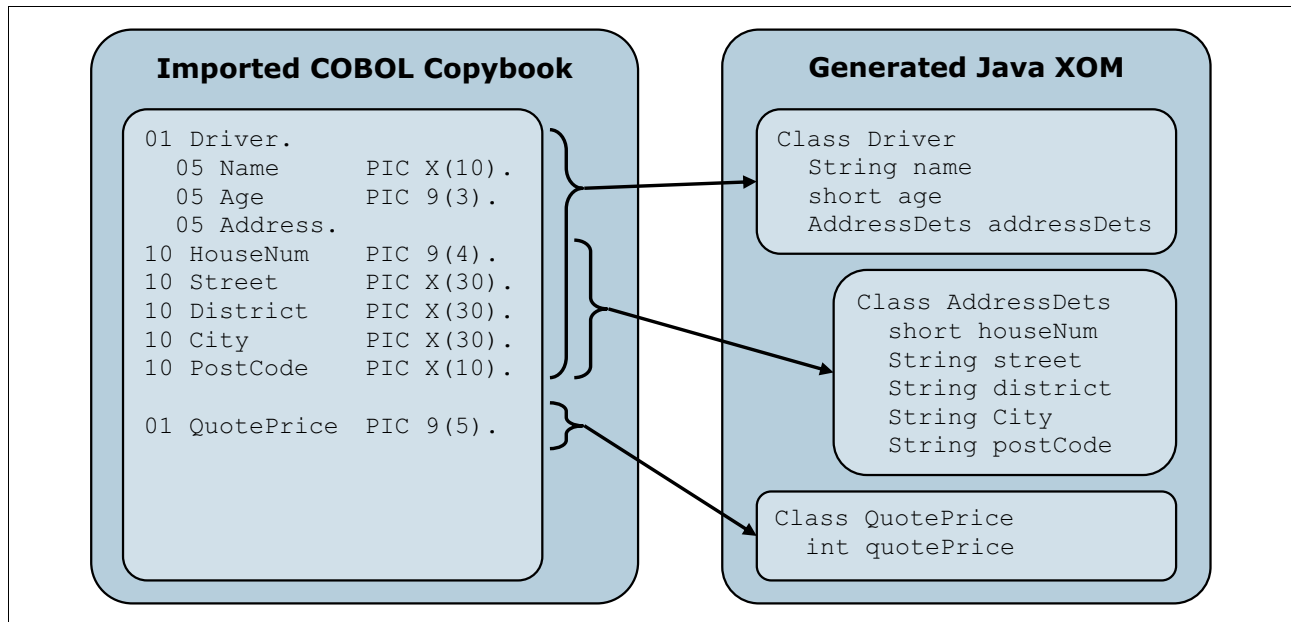 Imported COBOL Copybook
01 Driver.
05 Name PIC X(10).
05 Age PIC 9(3).
05 Address.
10 HouseNum PIC 9(4).
10 Street PIC X(30).
10 District PIC X(30).
10 City PIC X(30).
10 PostCode PIC X(10).
01 QuotePrice PIC 9(5).
Generated Java XOM
Class Driver
String name
short age
AddressDets addressDets
Class AddressDets
short houseNum
String street
String district
String City
String postCode
Class QuotePrice
int quotePrice